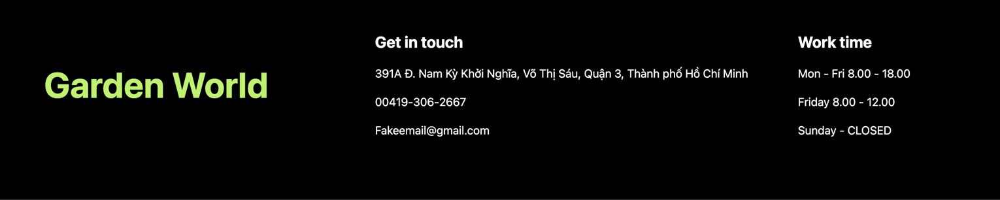 Garden World
Get in touch
391A Đ. Nam Kỳ Khởi Nghĩa, Võ Thị Sáu, Quận 3, Thành phố Hồ Chí Minh
00419-306-2667
Fakeemail@gmail.com
Work time
Mon - Fri 8.00 - 18.00
Friday 8.00 - 12.00
Sunday - CLOSED